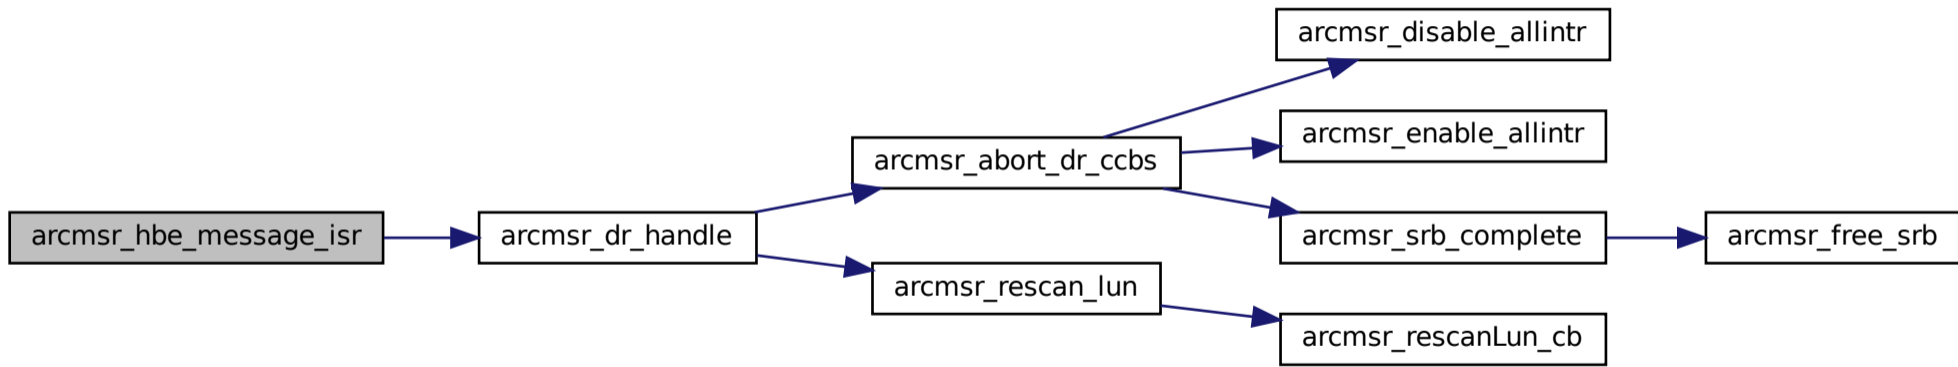 arcmsr_disable_allintr
arcmsr_enable_allintr
arcmsr_abort_dr_ccbs
arcmsr_hbe_message_isr
arcmsr_dr_handle
arcmsr_srb_complete
arcmsr_free_srb
arcmsr_rescan_lun
arcmsr_rescanLun_cb